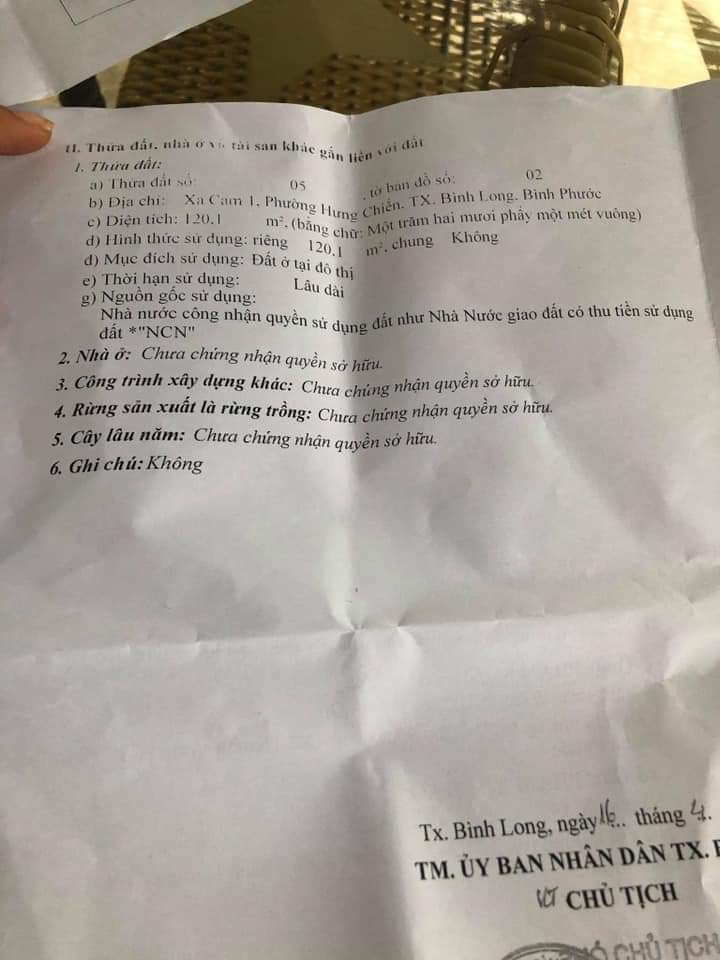 II. Thửa đất, nhà ở và tài sản khác gắn liền với đất
1. Thửa đất:
a) Thửa đất số: 05 , tờ bản đồ số: 02
b) Địa chỉ: Xa Cam 1, Phường Hưng Chiến, TX. Bình Long, Bình Phước
c) Diện tích: 120,1 m², (bằng chữ: Một trăm hai mươi phẩy một mét vuông)
d) Hình thức sử dụng: riêng 120,1 m², chung Không
đ) Mục đích sử dụng: Đất ở tại đô thị
e) Thời hạn sử dụng: Lâu dài
g) Nguồn gốc sử dụng:
Nhà nước công nhận quyền sử dụng đất như Nhà Nước giao đất có thu tiền sử dụng
đất *"NCN"
2. Nhà ở: Chưa chứng nhận quyền sở hữu.
3. Công trình xây dựng khác: Chưa chứng nhận quyền sở hữu.
4. Rừng sản xuất là rừng trồng: Chưa chứng nhận quyền sở hữu.
5. Cây lâu năm: Chưa chứng nhận quyền sở hữu.
6. Ghi chú: Không
Tx. Bình Long, ngày 16.. tháng 4.
TM. ỦY BAN NHÂN DÂN TX.
KT CHỦ TỊCH
PHÓ CHỦ TỊCH